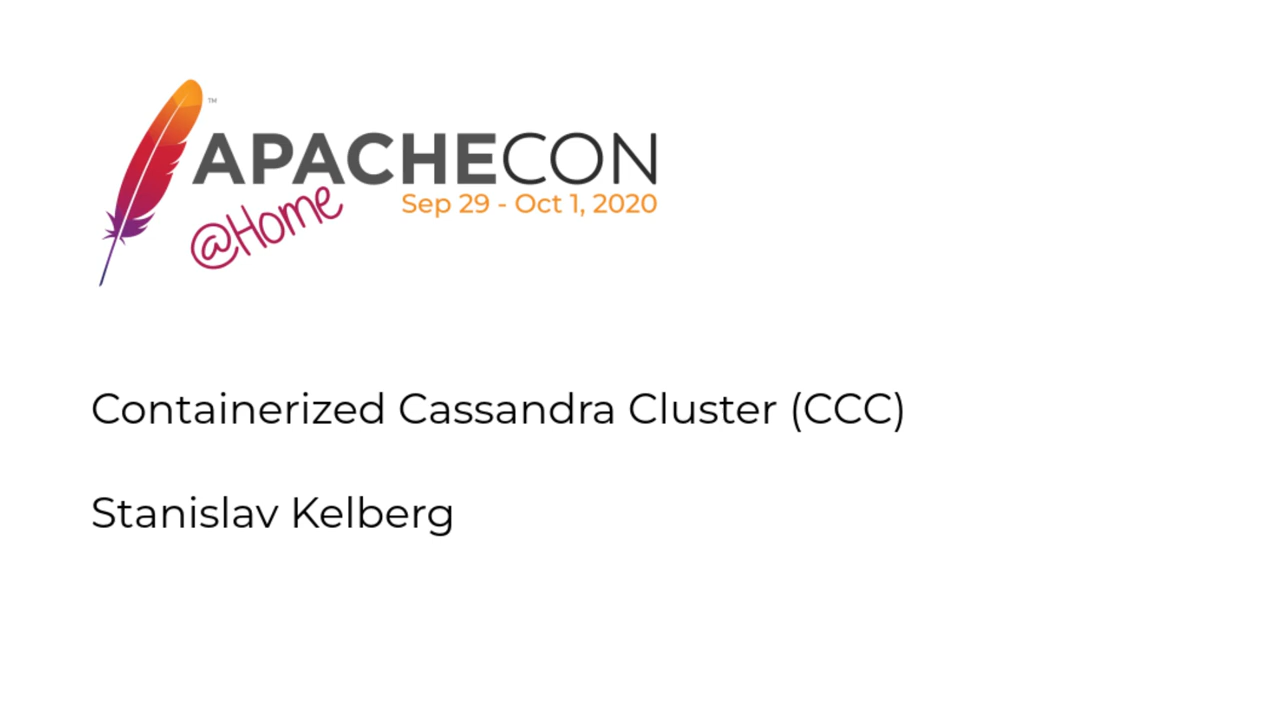 ™
APACHECON
@Home
Sep 29 - Oct 1, 2020
Containerized Cassandra Cluster (CCC)
Stanislav Kelberg